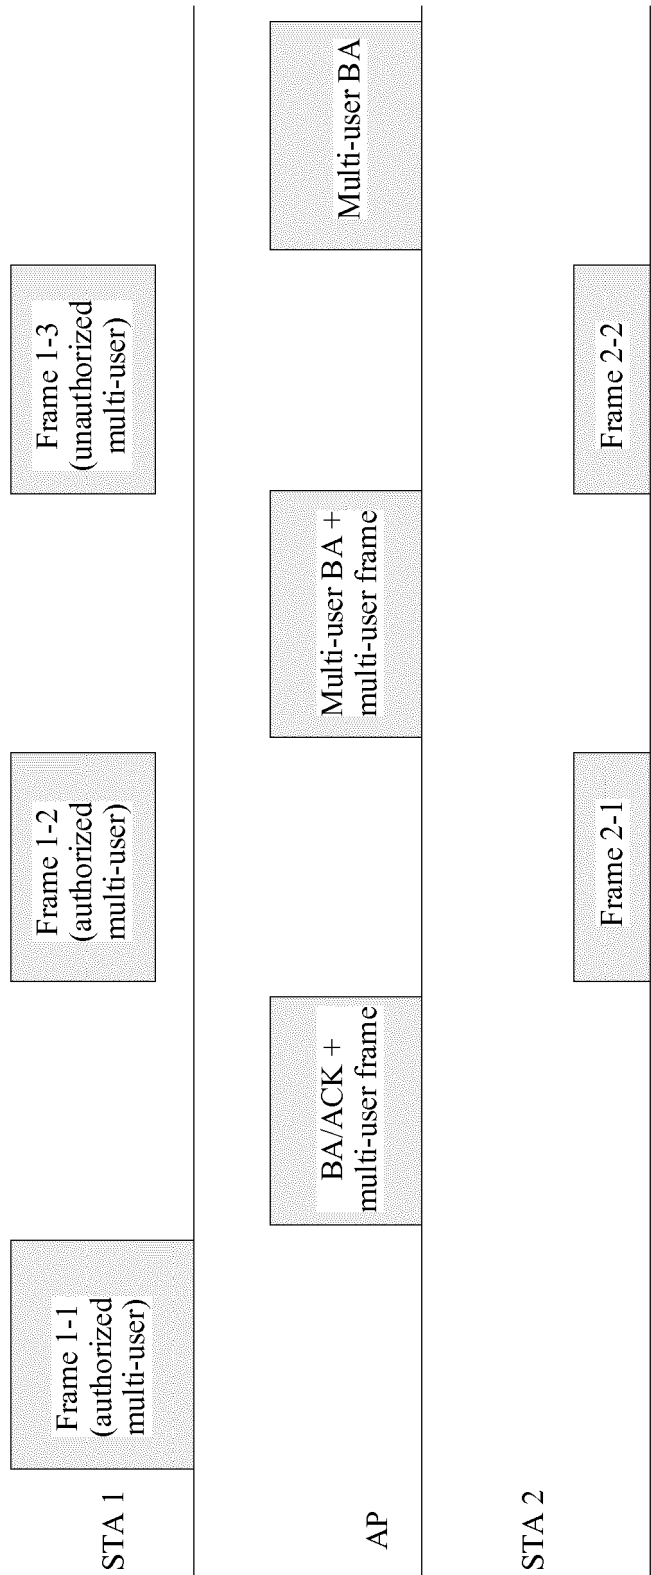 STA 1
Frame 1-1
(authorized
multi-user)
Frame 1-2
(authorized
multi-user)
Frame 1-3
(unauthorized
multi-user)
AP
BA/ACK +
multi-user frame
Multi-user BA +
multi-user frame
Multi-user BA
STA 2
Frame 2-1
Frame 2-2